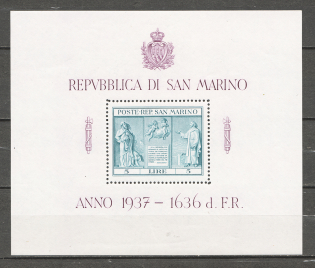 REPVBBLICA DI SAN MARINO
POSTE REP. SAN MARINO
5 LIRE 5
ANNO 1937 - 1636 d. F. R.